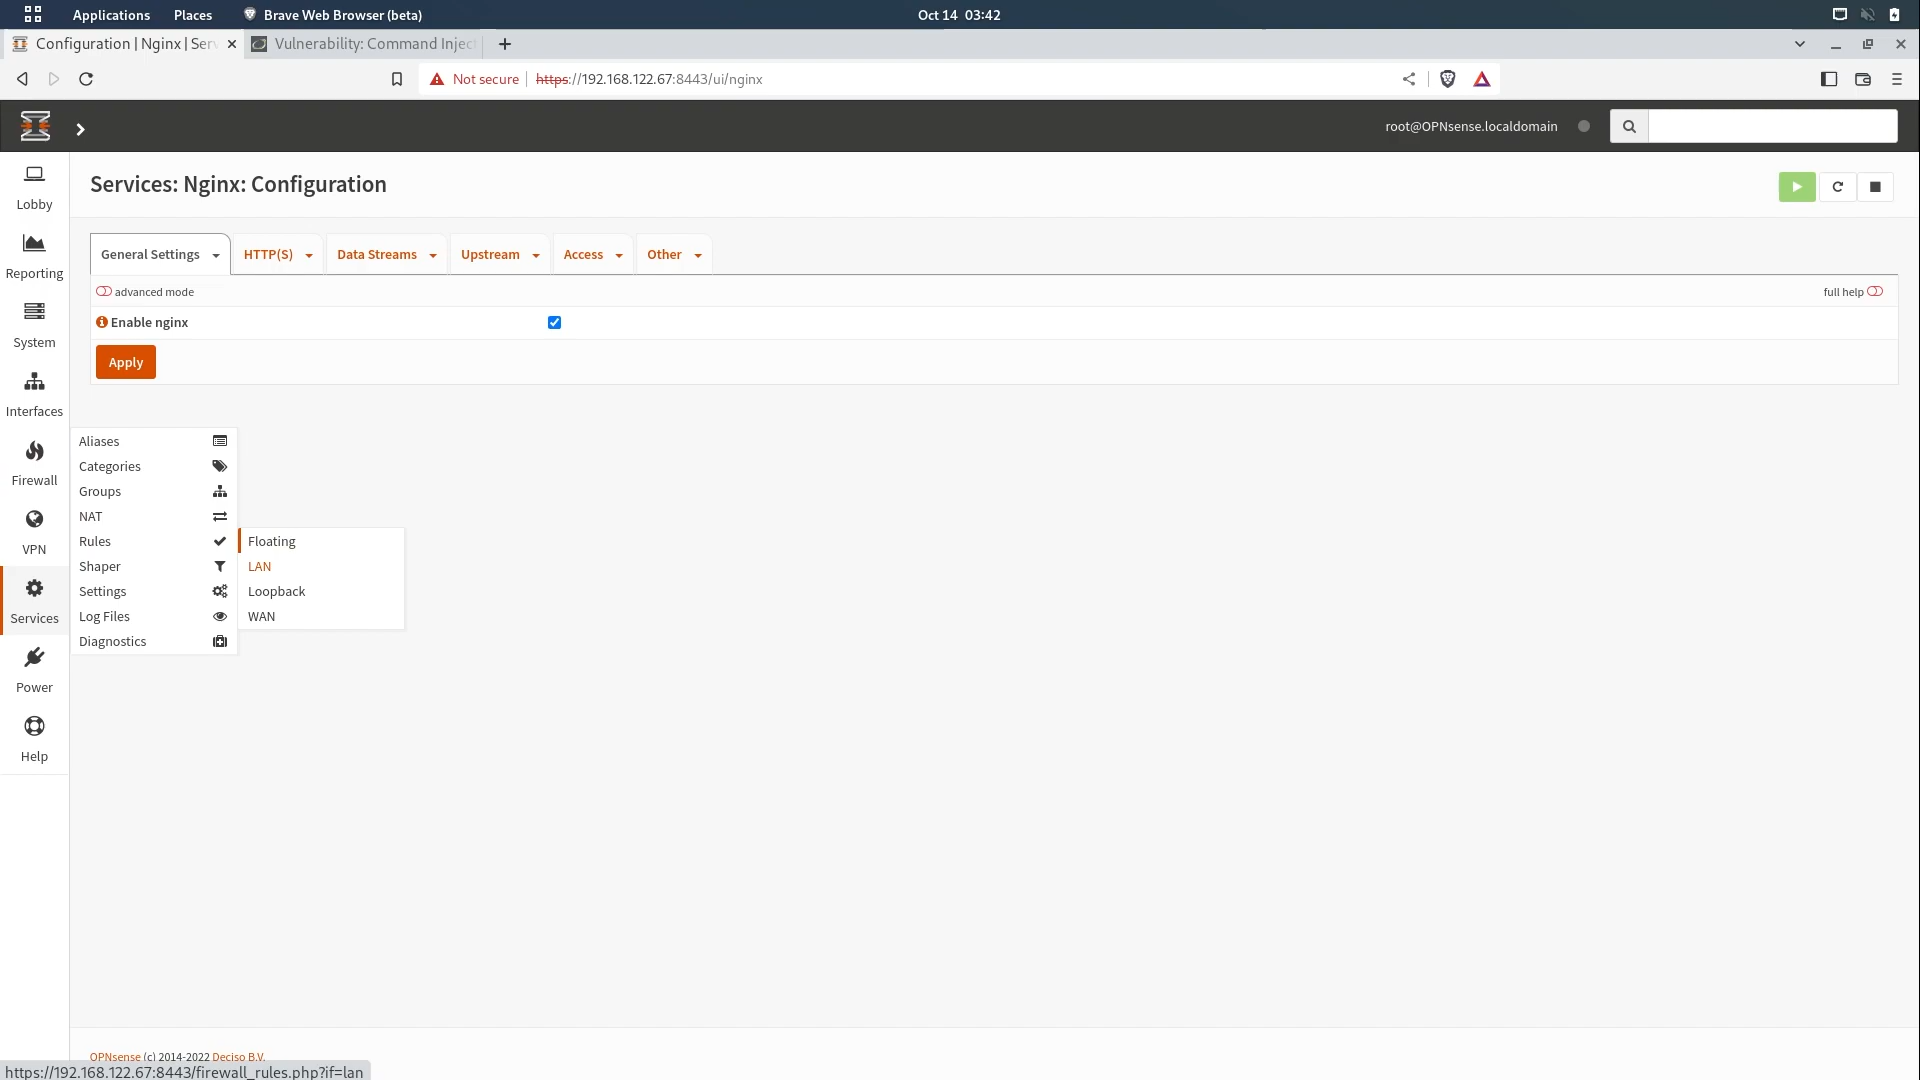 Applications Places Brave Web Browser (beta) Oct 14 03:42
Configuration | Nginx | Serv Vulnerability: Command Inject
Not secure https://192.168.122.67:8443/ui/nginx
root@OPNsense.localdomain
Services: Nginx: Configuration
Lobby
Reporting
System
Interfaces
Firewall
VPN
Services
Power
Help
General Settings HTTP(S) Data Streams Upstream Access Other
advanced mode full help
Enable nginx
Apply
Aliases
Categories
Groups
NAT
Rules
Shaper
Settings
Log Files
Diagnostics
Floating
LAN
Loopback
WAN
OPNsense (c) 2014-2022 Deciso B.V.
https://192.168.122.67:8443/firewall_rules.php?if=lan